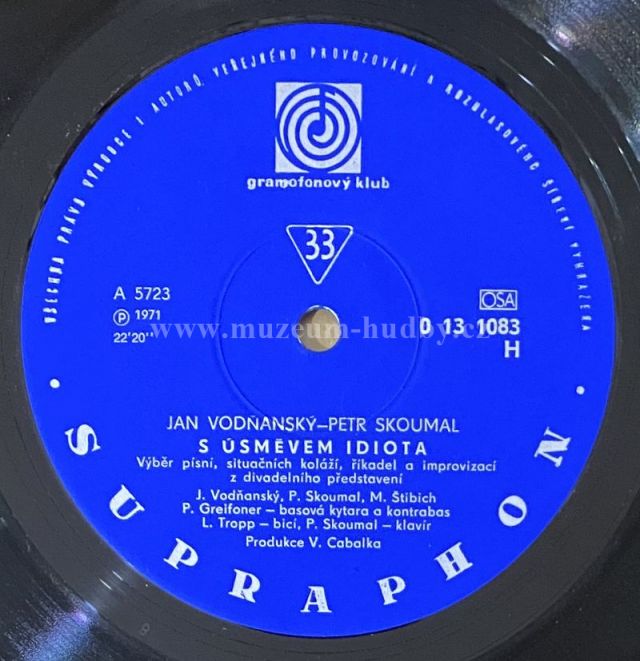 VŠECHNA PRÁVA VÝROBCE I AUTORŮ VEŘEJNÉHO PROVOZOVÁNÍ A ROZHLASOVÉHO ŠÍŘENÍ VYHRAZENA
gramofonový klub
33
A 5723
Ⓟ 1971
22'20''
OSA
D 13 1083
H
www.muzeum-hudby.cz
JAN VODŇANSKÝ–PETR SKOUMAL
S ÚSMĚVEM IDIOTA
Výběr písní, situačních koláží, říkadel a improvizací
z divadelního představení
J. Vodňanský, P. Skoumal, M. Štibich
P. Greifoner – basová kytara a kontrabas
L. Tropp – bicí, P. Skoumal – klavír
Produkce V. Cabalka
• SUPRAPHON •